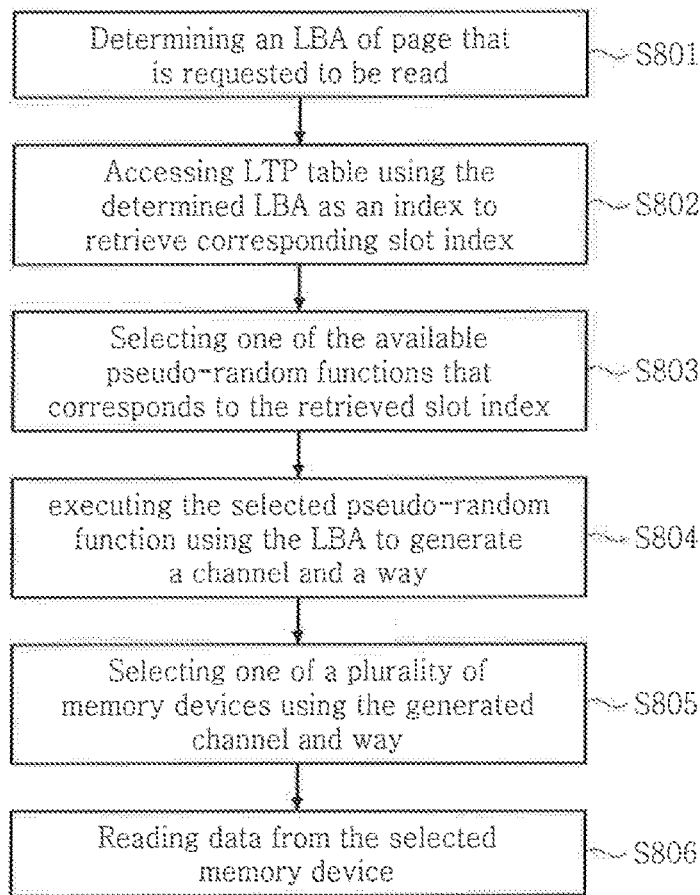 Determining an LBA of page that
is requested to be read
S801
Accessing LTP table using the
determined LBA as an index to
retrieve corresponding slot index
S802
Selecting one of the available
pseudo-random functions that
corresponds to the retrieved slot index
S803
executing the selected pseudo-random
function using the LBA to generate
a channel and a way
S804
Selecting one of a plurality of
memory devices using the generated
channel and way
S805
Reading data from the selected
memory device
S806